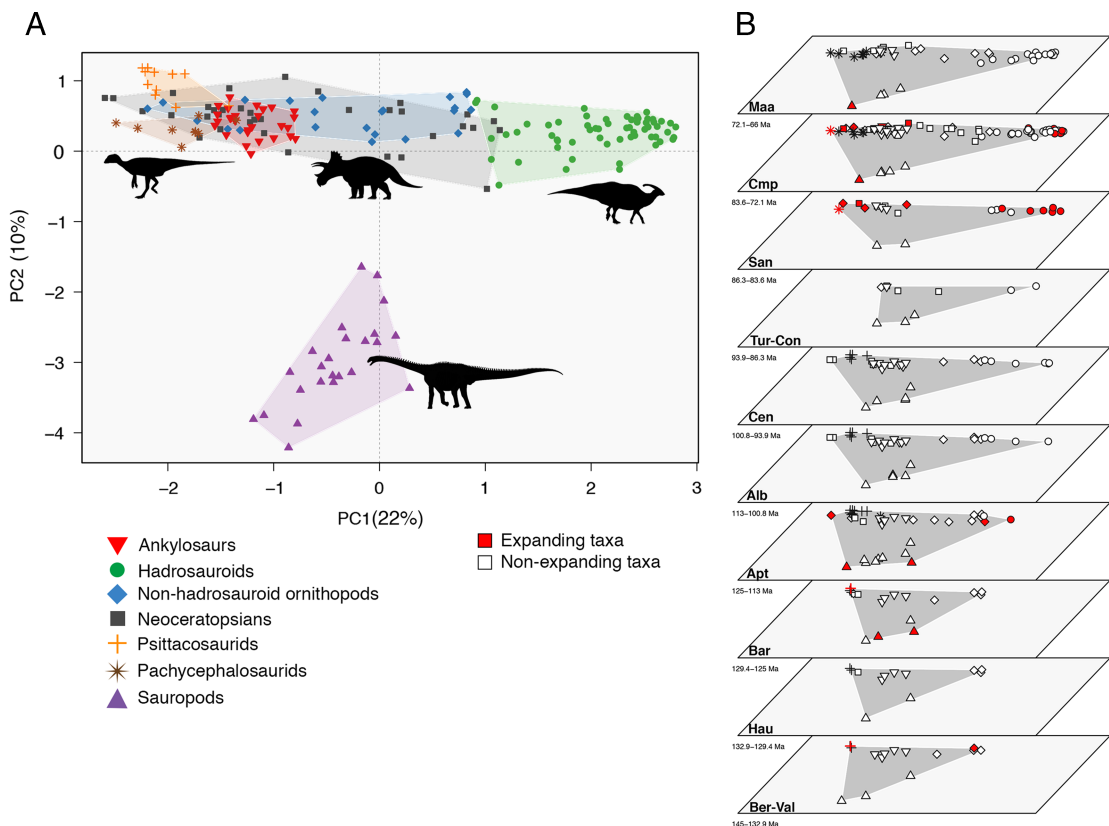 A
1
0
−1
−2
−3
−4
PC2 (10%)
−2
−1
0
1
2
3
PC1(22%)
Ankylosaurs
Hadrosauroids
Non-hadrosauroid ornithopods
Neoceratopsians
Psittacosaurids
Pachycephalosaurids
Sauropods
Expanding taxa
Non-expanding taxa
B
Maa
72.1–66 Ma
Cmp
83.6–72.1 Ma
San
86.3–83.6 Ma
Tur-Con
93.9–86.3 Ma
Cen
100.8–93.9 Ma
Alb
113–100.8 Ma
Apt
125–113 Ma
Bar
129.4–125 Ma
Hau
132.9–129.4 Ma
Ber-Val
145–132.9 Ma